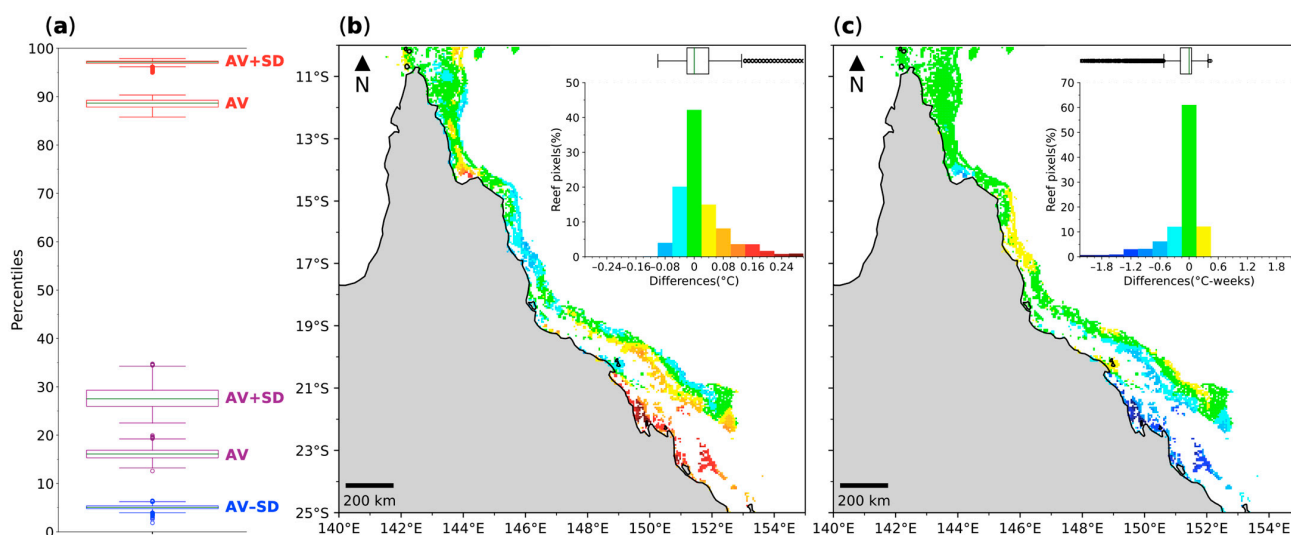 (a)
Percentiles
100
90
80
70
60
50
40
30
20
10
0
AV+SD
AV
AV+SD
AV
AV−SD
(b)
N
11°S
13°S
15°S
17°S
19°S
21°S
23°S
25°S
200 km
140°E 142°E 144°E 146°E 148°E 150°E 152°E 154°E
Reef pixels(%)
50
40
30
20
10
0
−0.24−0.16−0.08 0 0.08 0.16 0.24
Differences(°C)
(c)
N
200 km
140°E 142°E 144°E 146°E 148°E 150°E 152°E 154°E
Reef pixels(%)
70
60
50
40
30
20
10
0
−1.8 −1.2 −0.6 0 0.6 1.2 1.8
Differences(°C-weeks)